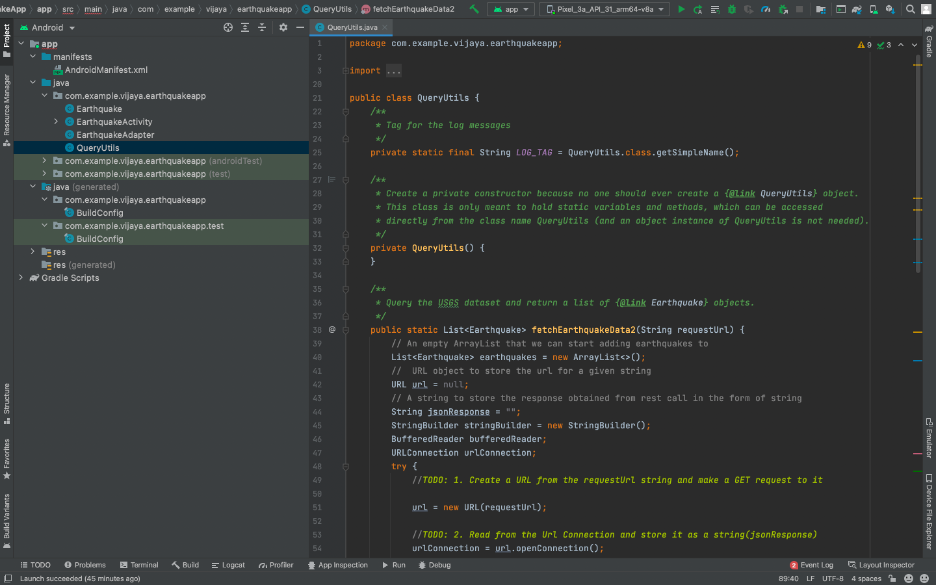 keApp
app
src
main
java
com
example
vijaya
earthquakeapp
QueryUtils
fetchEarthquakeData2
app
Pixel_3a_API_31_arm64-v8a
Android
QueryUtils.java
Project
Resource Manager
Structure
Favorites
Build Variants
Gradle
Emulator
Device File Explorer
app
manifests
AndroidManifest.xml
java
com.example.vijaya.earthquakeapp
Earthquake
EarthquakeActivity
EarthquakeAdapter
QueryUtils
com.example.vijaya.earthquakeapp (androidTest)
com.example.vijaya.earthquakeapp (test)
java (generated)
com.example.vijaya.earthquakeapp
BuildConfig
com.example.vijaya.earthquakeapp.test
BuildConfig
res
res (generated)
Gradle Scripts
9 3
1 package com.example.vijaya.earthquakeapp;
2
3 import ...
20
21 public class QueryUtils {
22 /**
23 * Tag for the log messages
24 */
25 private static final String LOG_TAG = QueryUtils.class.getSimpleName();
26
27 /**
28 * Create a private constructor because no one should ever create a {@link QueryUtils} object.
29 * This class is only meant to hold static variables and methods, which can be accessed
30 * directly from the class name QueryUtils (and an object instance of QueryUtils is not needed).
31 */
32 private QueryUtils() {
33 }
34
35 /**
36 * Query the USGS dataset and return a list of {@link Earthquake} objects.
37 */
38 @ public static List<Earthquake> fetchEarthquakeData2(String requestUrl) {
39 // An empty ArrayList that we can start adding earthquakes to
40 List<Earthquake> earthquakes = new ArrayList<>();
41 //  URL object to store the url for a given string
42 URL url = null;
43 // A string to store the response obtained from rest call in the form of string
44 String jsonResponse = "";
45 StringBuilder stringBuilder = new StringBuilder();
46 BufferedReader bufferedReader;
47 URLConnection urlConnection;
48 try {
49 //TODO: 1. Create a URL from the requestUrl string and make a GET request to it
50
51 url = new URL(requestUrl);
52
53 //TODO: 2. Read from the Url Connection and store it as a string(jsonResponse)
54 urlConnection = url.openConnection();
TODO
Problems
Terminal
Build
Logcat
Profiler
App Inspection
Run
Debug
2 Event Log
Layout Inspector
Launch succeeded (45 minutes ago)
89:40
LF
UTF-8
4 spaces